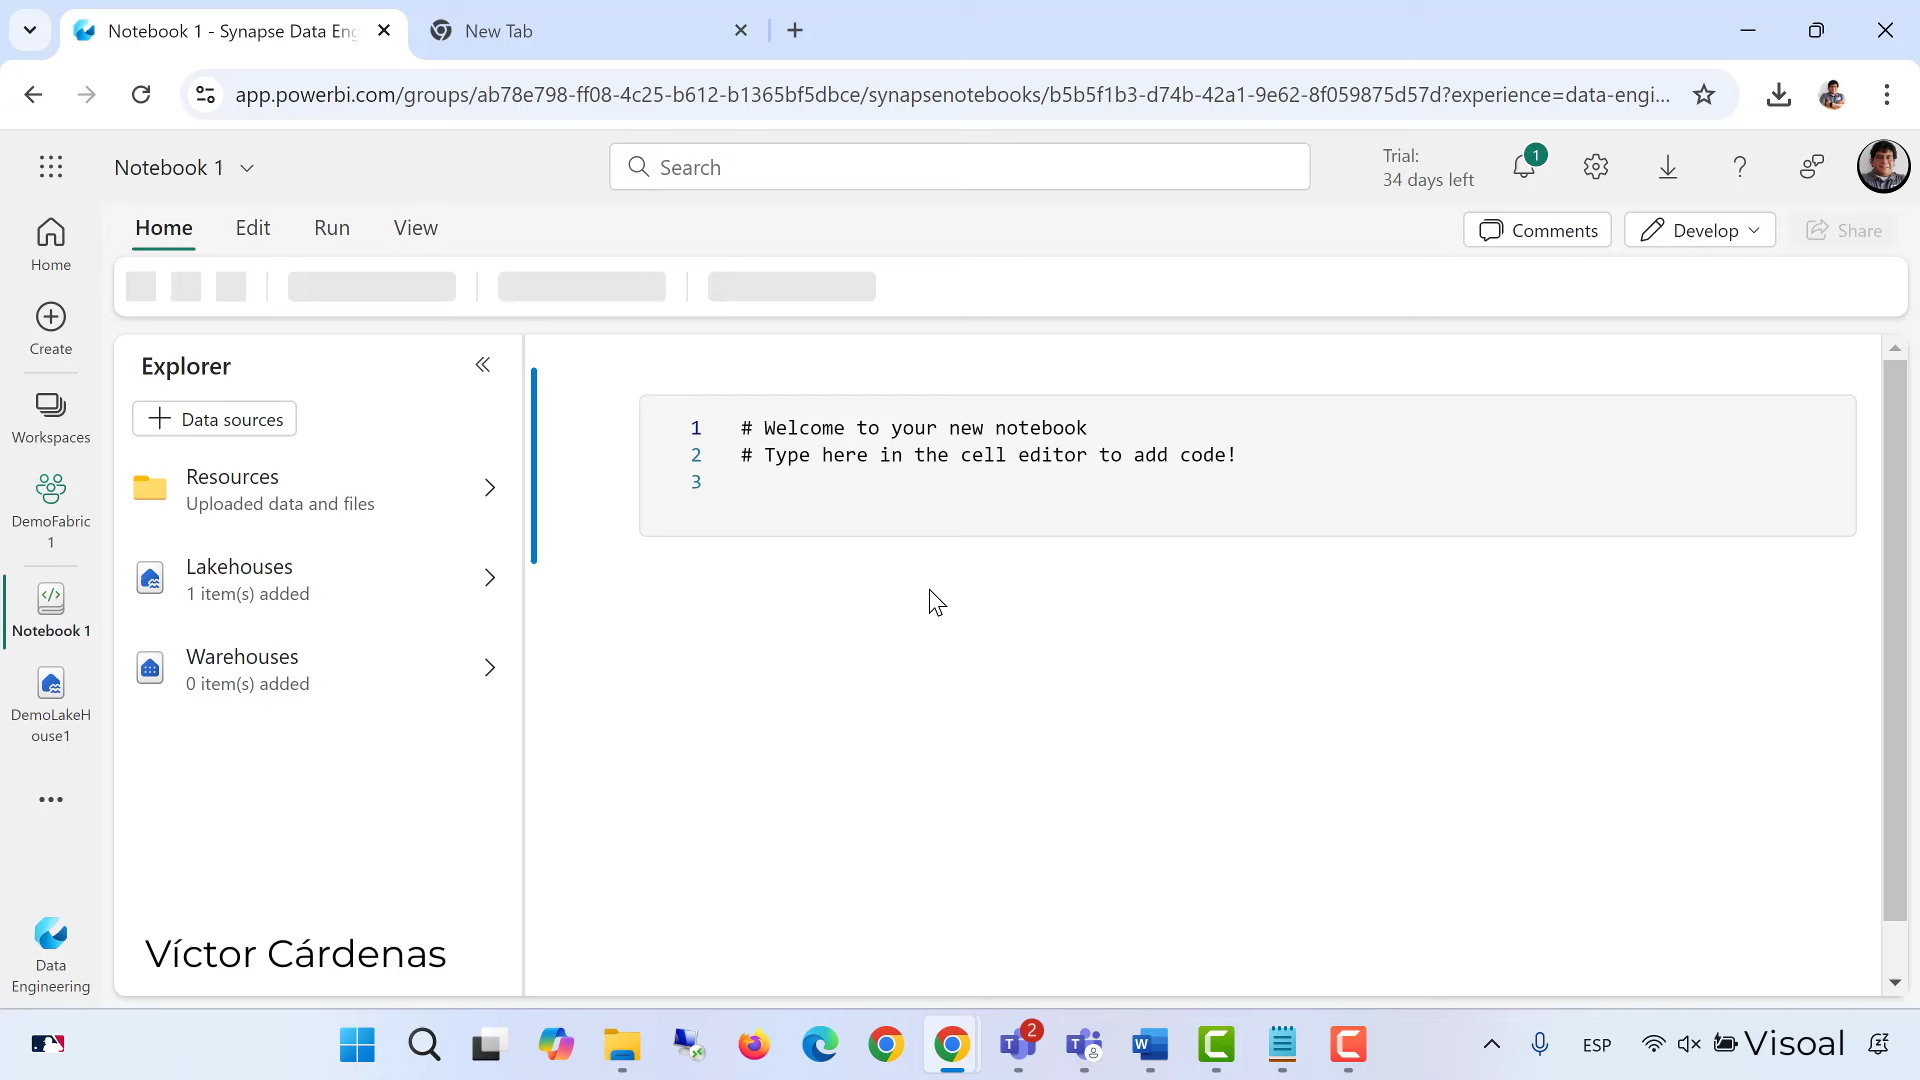 Notebook 1 - Synapse Data Eng
New Tab
app.powerbi.com/groups/ab78e798-ff08-4c25-b612-b1365bf5dbce/synapsenotebooks/b5b5f1b3-d74b-42a1-9e62-8f059875d57d?experience=data-engi...
Notebook 1
Search
Trial:
34 days left
1
Home
Edit
Run
View
Comments
Develop
Share
Home
Create
Workspaces
DemoFabric
1
Notebook 1
DemoLakeH
ouse1
Data
Engineering
Explorer
Data sources
Resources
Uploaded data and files
Lakehouses
1 item(s) added
Warehouses
0 item(s) added
Víctor Cárdenas
1 # Welcome to your new notebook
2 # Type here in the cell editor to add code!
3
2
ESP
Visoal